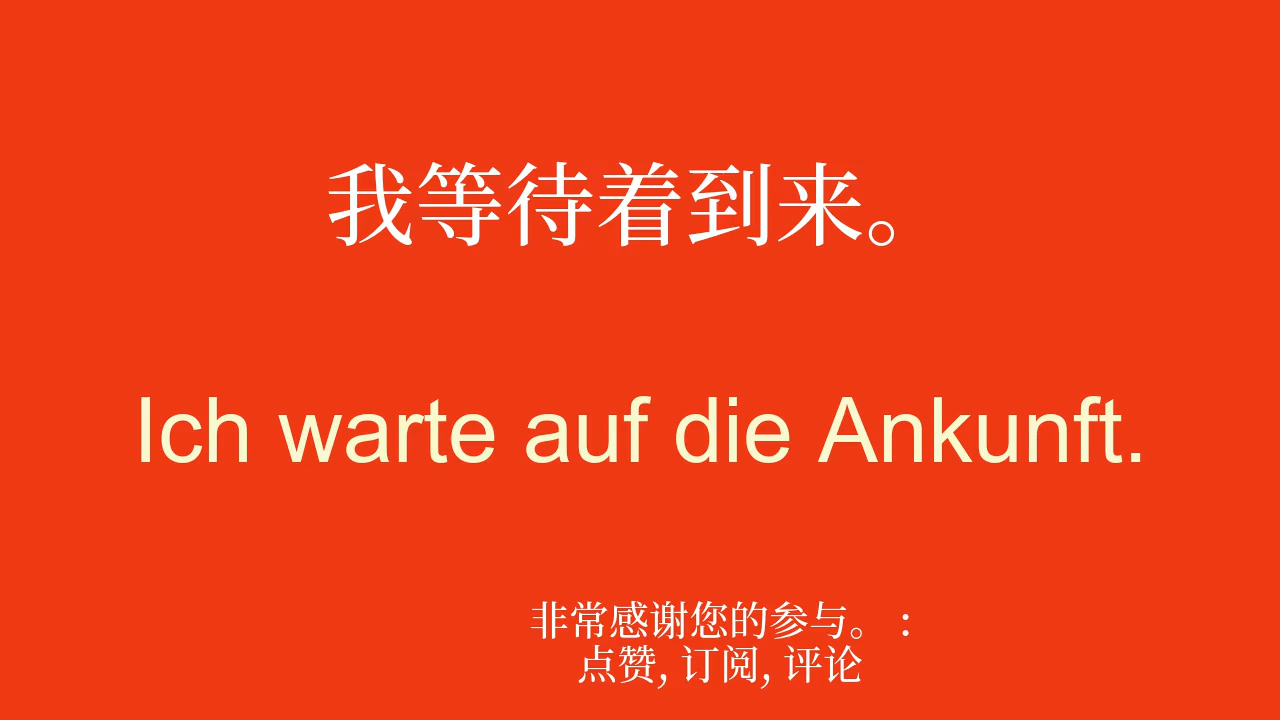 我等待着到来。
Ich warte auf die Ankunft.
非常感谢您的参与。 :
点赞, 订阅, 评论